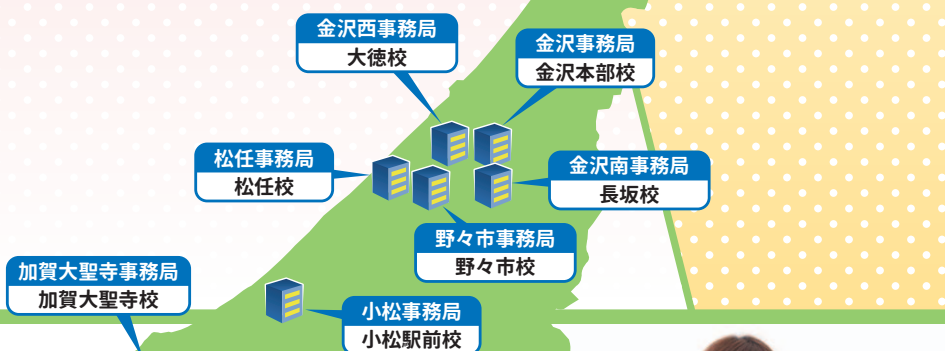 金沢西事務局
大徳校
金沢事務局
金沢本部校
松任事務局
松任校
金沢南事務局
長坂校
野々市事務局
野々市校
加賀大聖寺事務局
加賀大聖寺校
小松事務局
小松駅前校